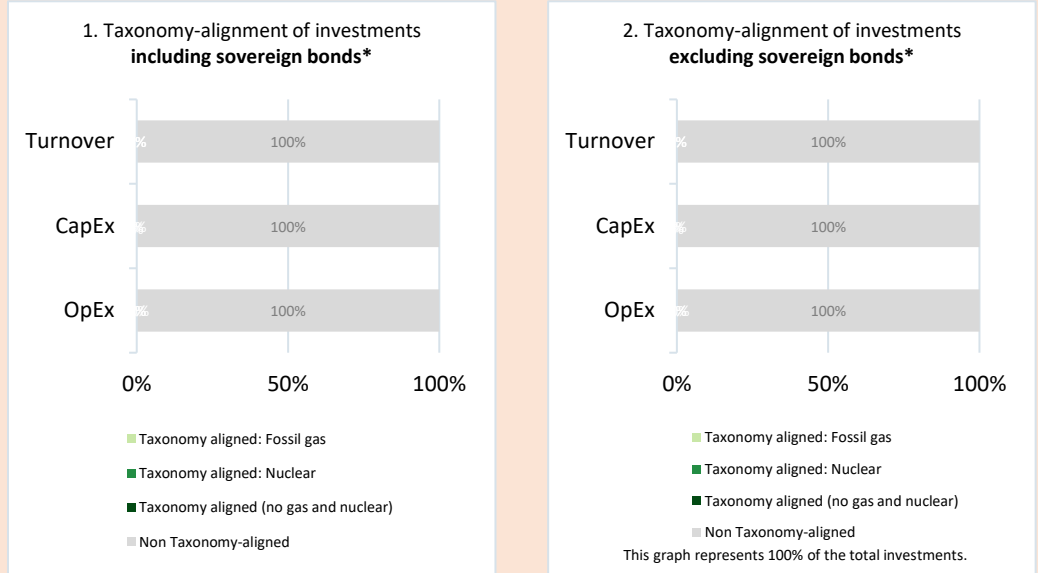 1. Taxonomy-alignment of investments
including sovereign bonds*
Turnover
100%
CapEx
100%
OpEx
100%
0% 50% 100%
Taxonomy aligned: Fossil gas
Taxonomy aligned: Nuclear
Taxonomy aligned (no gas and nuclear)
Non Taxonomy-aligned
2. Taxonomy-alignment of investments
excluding sovereign bonds*
Turnover
100%
CapEx
100%
OpEx
100%
0% 50% 100%
Taxonomy aligned: Fossil gas
Taxonomy aligned: Nuclear
Taxonomy aligned (no gas and nuclear)
Non Taxonomy-aligned
This graph represents 100% of the total investments.